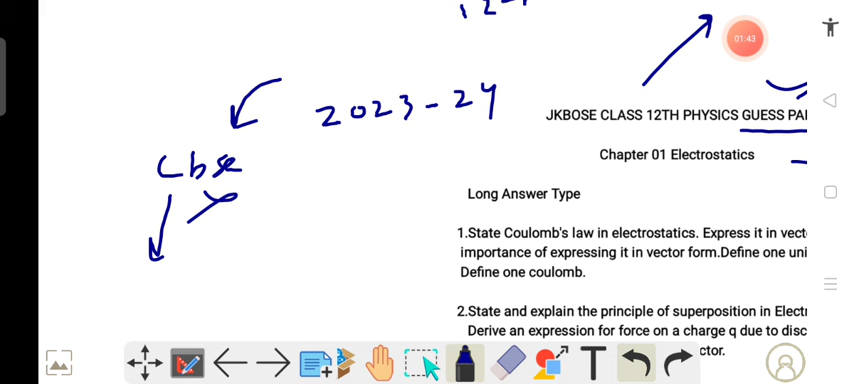 01:43
2023-24
JKBOSE CLASS 12TH PHYSICS GUESS PA
Cbse
Chapter 01 Electrostatics
Long Answer Type
1.State Coulomb's law in electrostatics. Express it in vect
importance of expressing it in vector form.Define one uni
Define one coulomb.
2.State and explain the principle of superposition in Electr
Derive an expression for force on a charge q due to disc
ctor.
T